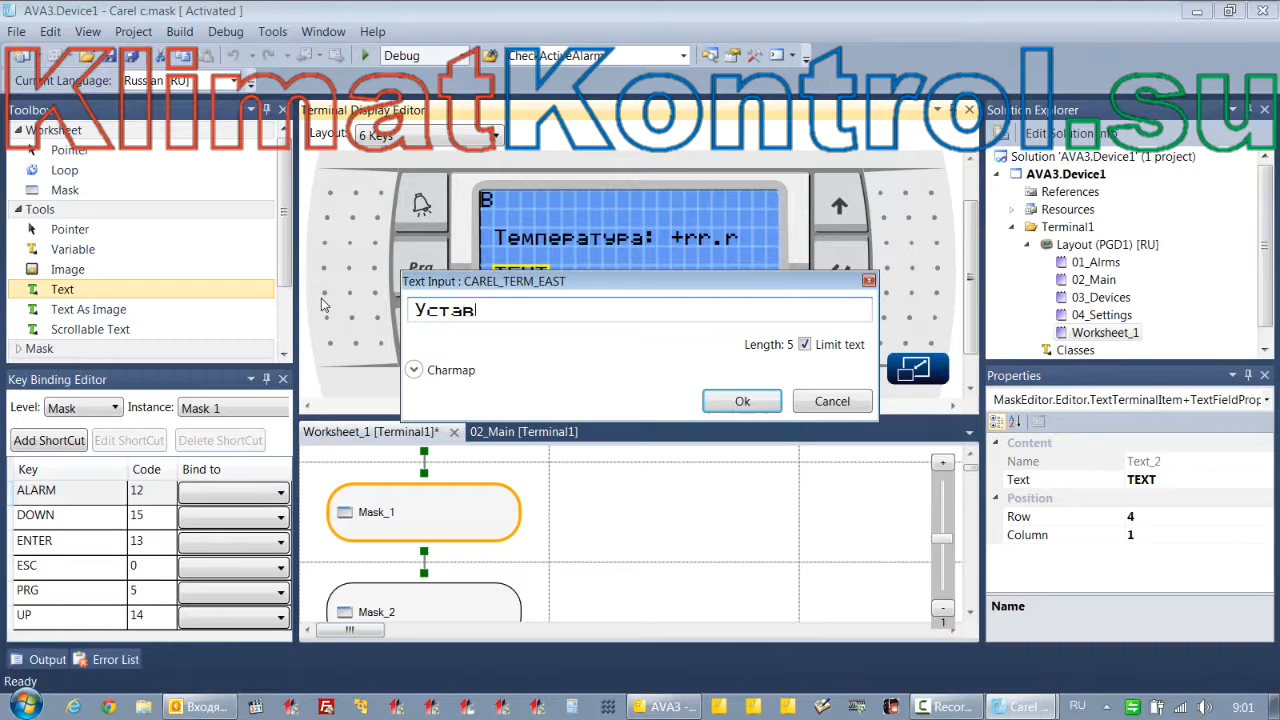 AVA3.Device1 - Carel c.mask [ Activated ]
File Edit View Project Build Debug Tools Window Help
Debug CheckActiveAlarm
KlimatKontrol.su
Current Language: Russian [RU]
Toolbox
Worksheet
Pointer
Loop
Mask
Tools
Pointer
Variable
Image
Text
Text As Image
Scrollable Text
Mask
Terminal Display Editor
Layout: 6 Keys
В
Температура: +rr.r
TEXT
Prg
Text Input : CAREL_TERM_EAST
Устав
Length: 5 Limit text
Charmap
Ok Cancel
Solution Explorer
Edit Solution Info
Solution 'AVA3.Device1' (1 project)
AVA3.Device1
References
Resources
Terminal1
Layout (PGD1) [RU]
01_Alrms
02_Main
03_Devices
04_Settings
Worksheet_1
Classes
Key Binding Editor
Level: Mask Instance: Mask 1
Add ShortCut Edit ShortCut Delete ShortCut
Key Code Bind to
ALARM 12
DOWN 15
ENTER 13
ESC 0
PRG 5
UP 14
Worksheet_1 [Terminal1]* 02_Main [Terminal1]
Mask_1
Mask_2
+
-
1
Properties
MaskEditor.Editor.TextTerminalItem+TextFieldProp
Content
Name Text_2
Text TEXT
Position
Row 4
Column 1
Name
Output Error List
Ready
Входя... AVA3 -... Recor... Carel ... RU 9:01